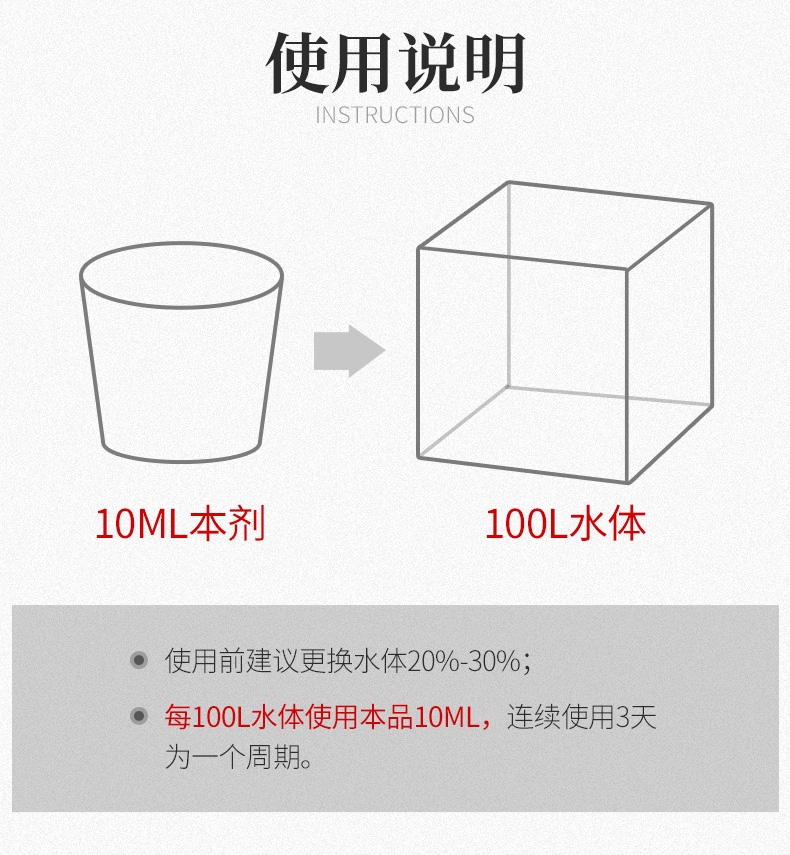 使用说明
INSTRUCTIONS
10ML本剂
100L水体
使用前建议更换水体20%-30%；
每100L水体使用本品10ML，连续使用3天
为一个周期。